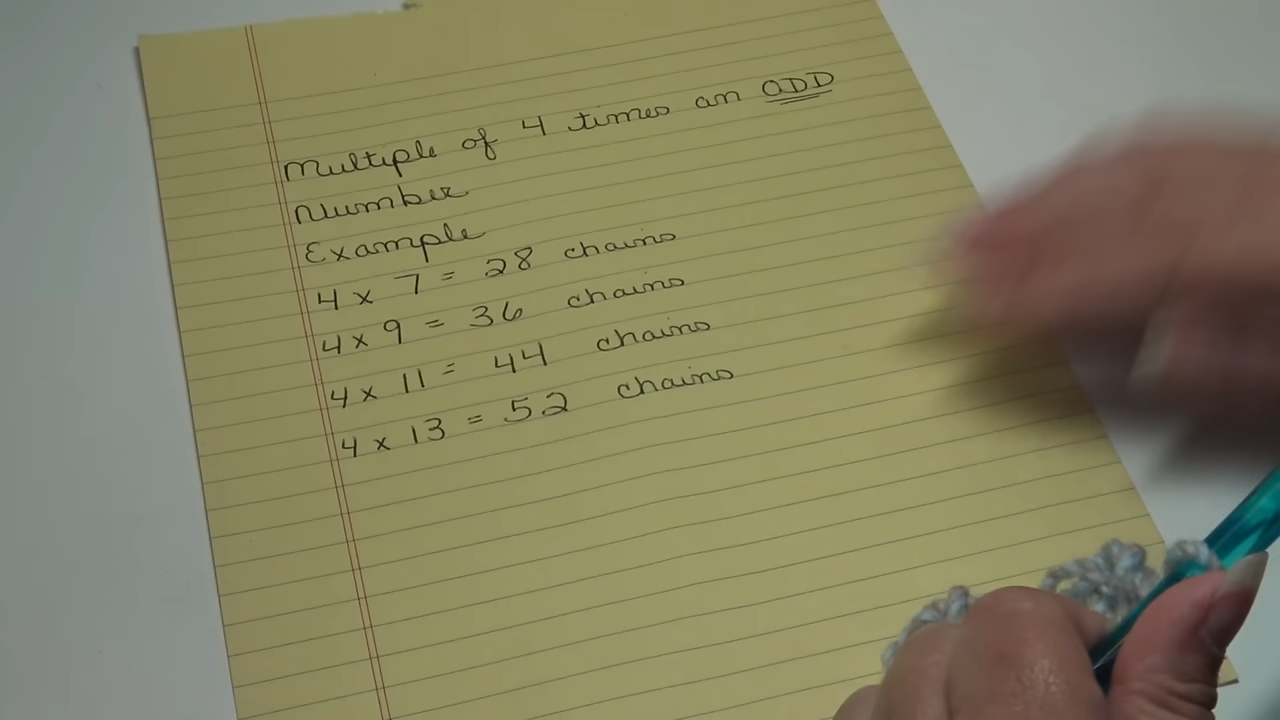 Multiple of 4 times an ODD
Number
Example
4 x 7 = 28 chains
4 x 9 = 36 chains
4 x 11 = 44 chains
4 x 13 = 52 chains